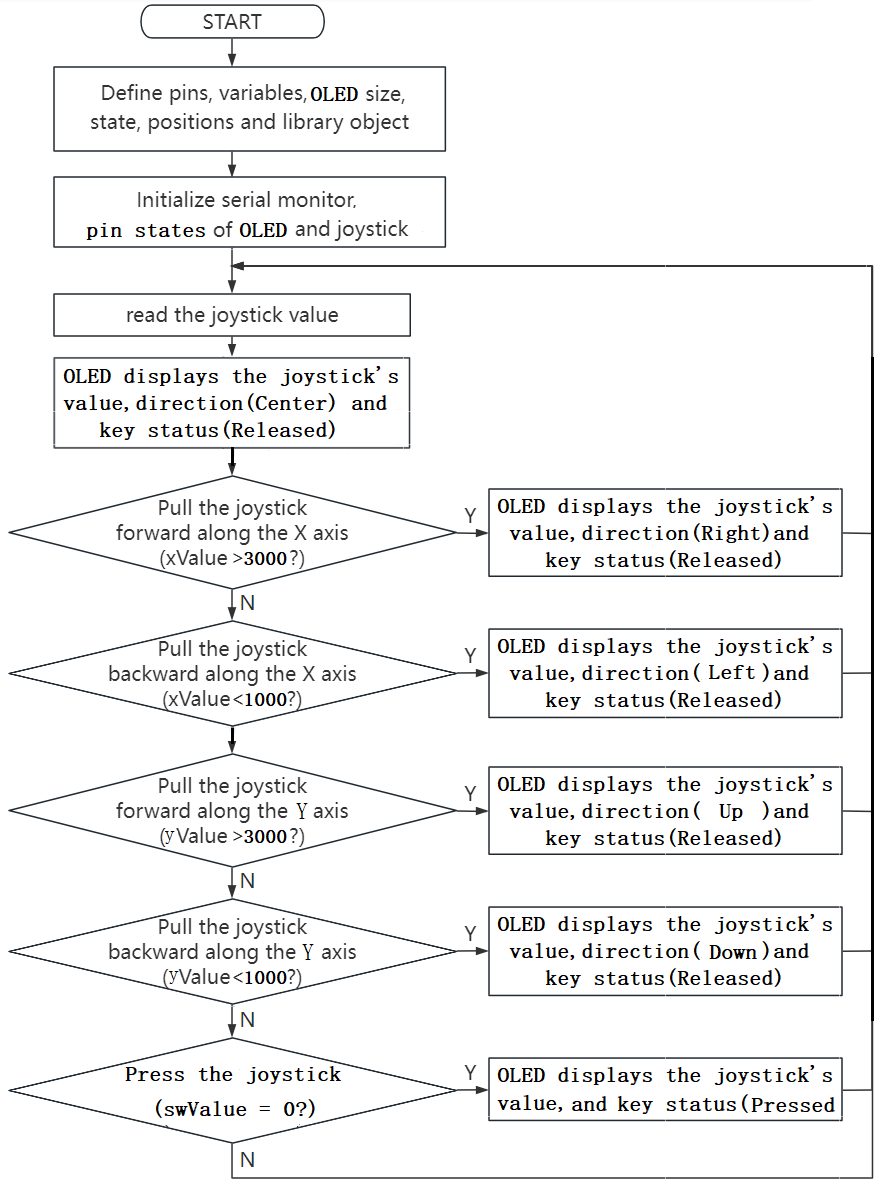 START
Define pins, variables,OLED size,
state, positions and library object
Initialize serial monitor,
pin states of OLED and joystick
read the joystick value
OLED displays the joystick's
value,direction(Center) and
key status(Released)
Pull the joystick
forward along the X axis
(xValue >3000?)
Y
OLED displays the joystick's
value,direction(Right)and
key status(Released)
N
Pull the joystick
backward along the X axis
(xValue<1000?)
Y
OLED displays the joystick's
value,direction( Left )and
key status(Released)
Pull the joystick
forward along the Y axis
(yValue >3000?)
Y
OLED displays the joystick's
value,direction( Up )and
key status(Released)
N
Pull the joystick
backward along the Y axis
(yValue<1000?)
Y
OLED displays the joystick's
value,direction( Down )and
key status(Released)
N
Press the joystick
(swValue = 0?)
Y
OLED displays the joystick's
value, and key status(Pressed
N